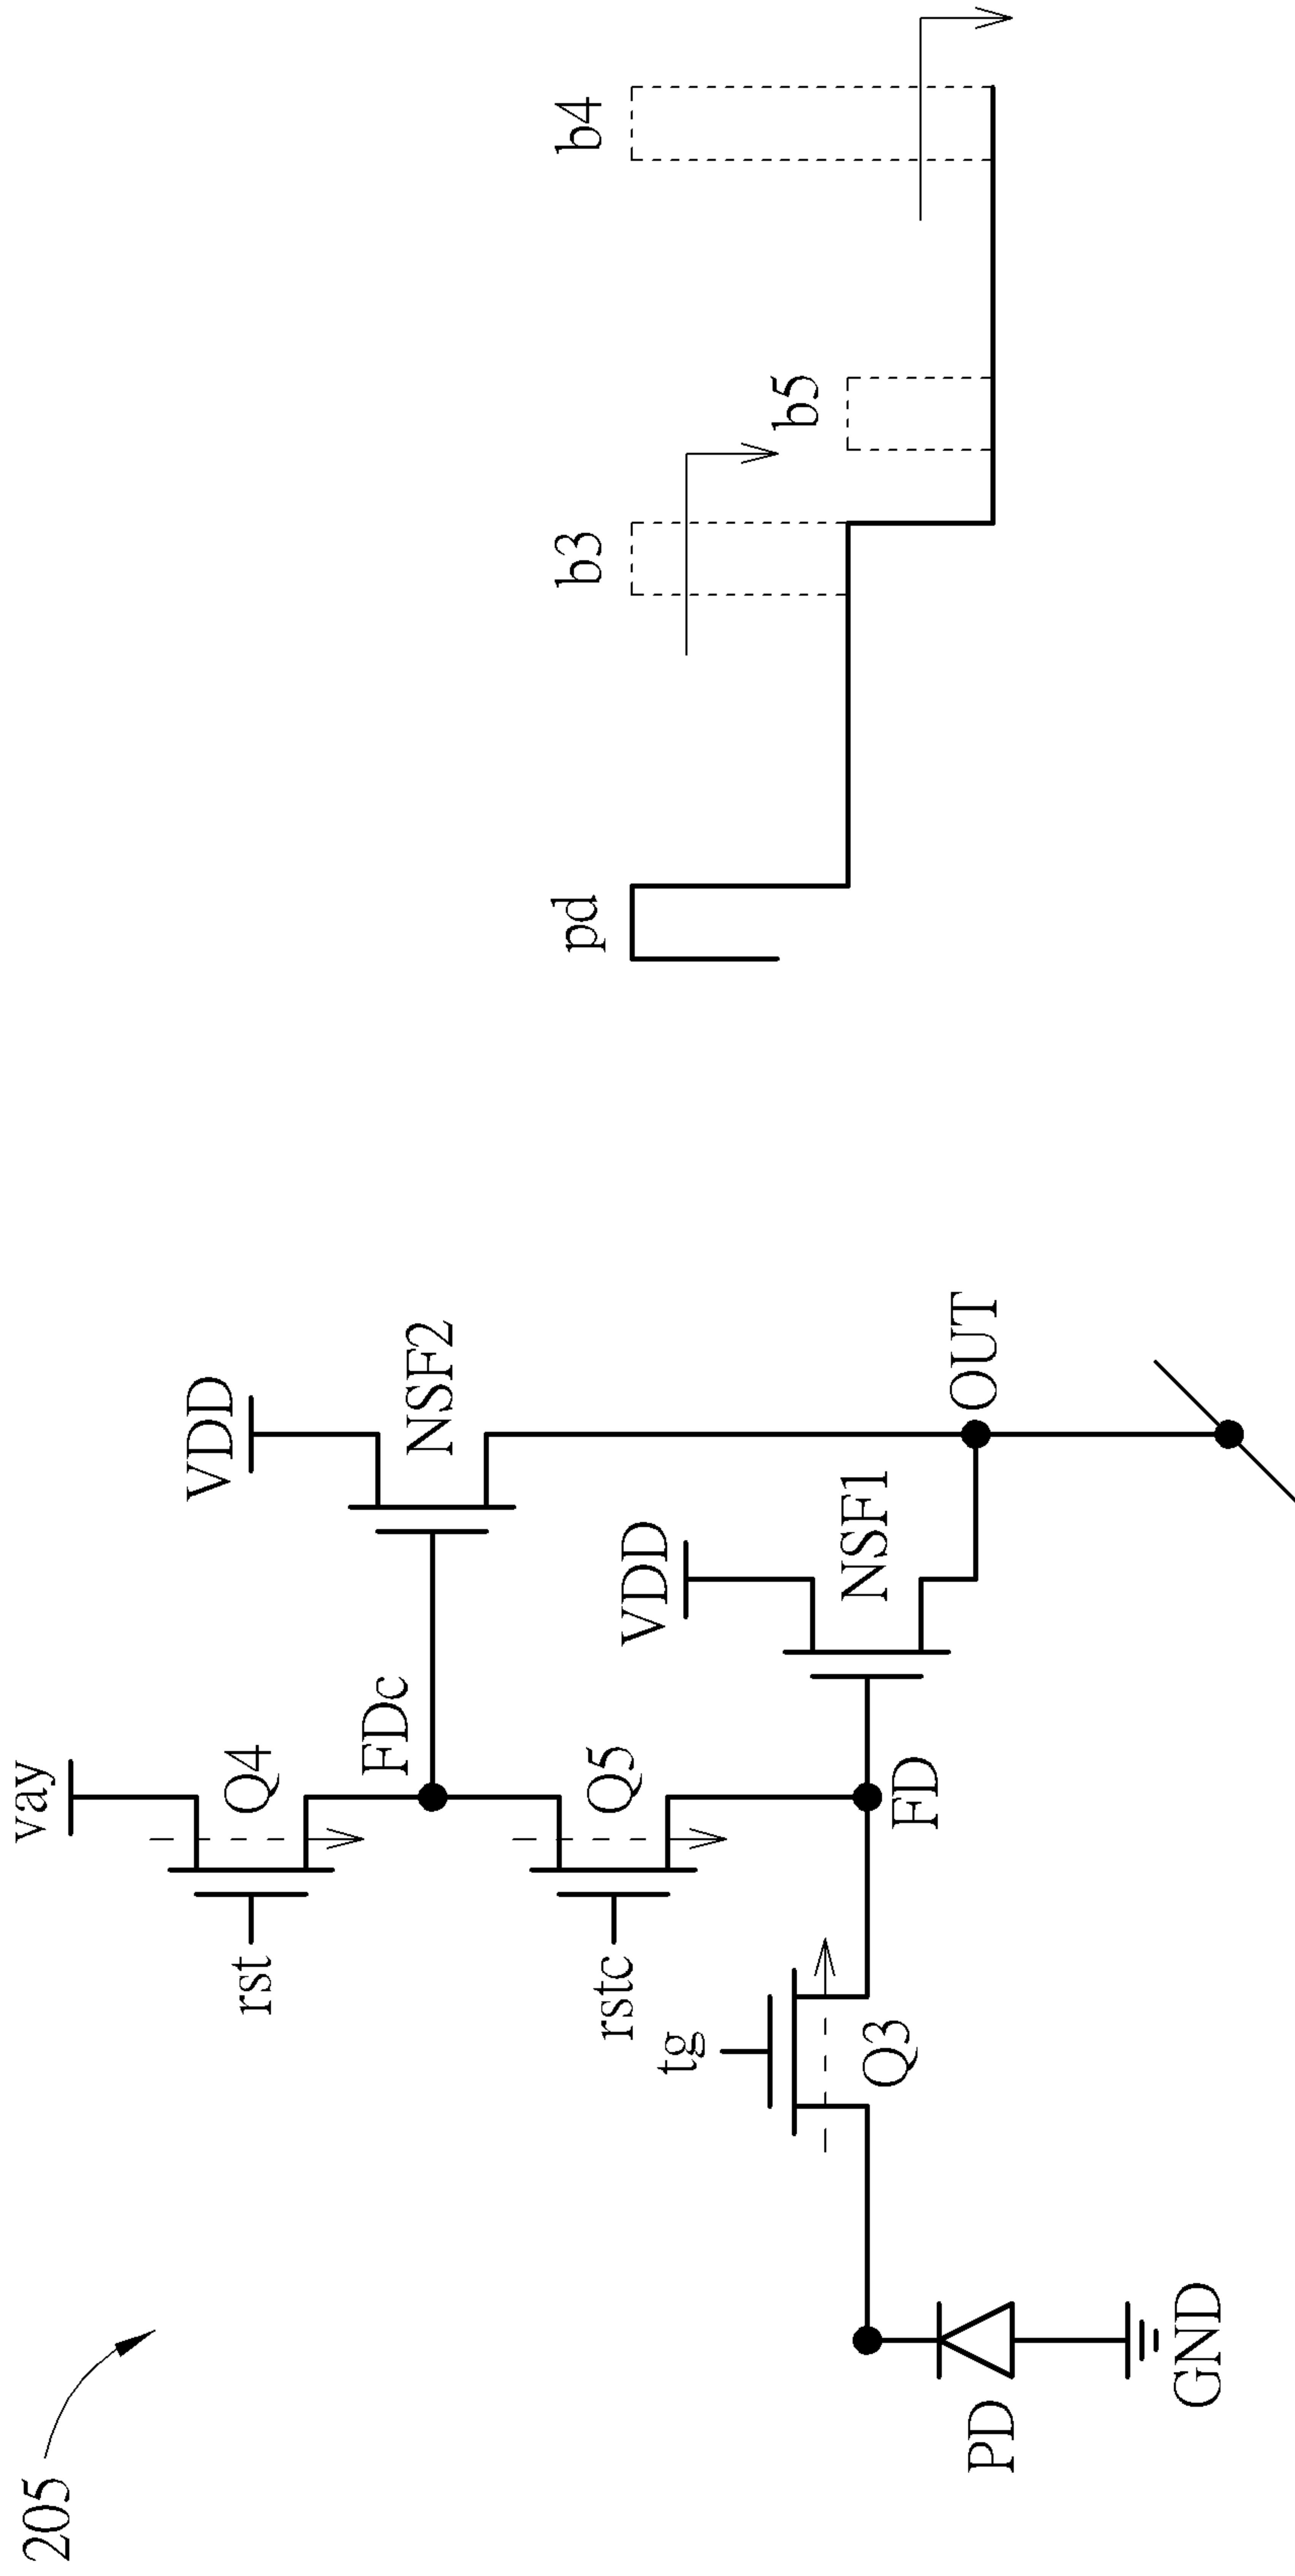 205
vay
rst
Q4
FDc
VDD
NSF2
rstc
Q5
tg
Q3
FD
VDD
NSF1
OUT
PD
GND
pd
b3
b5
b4